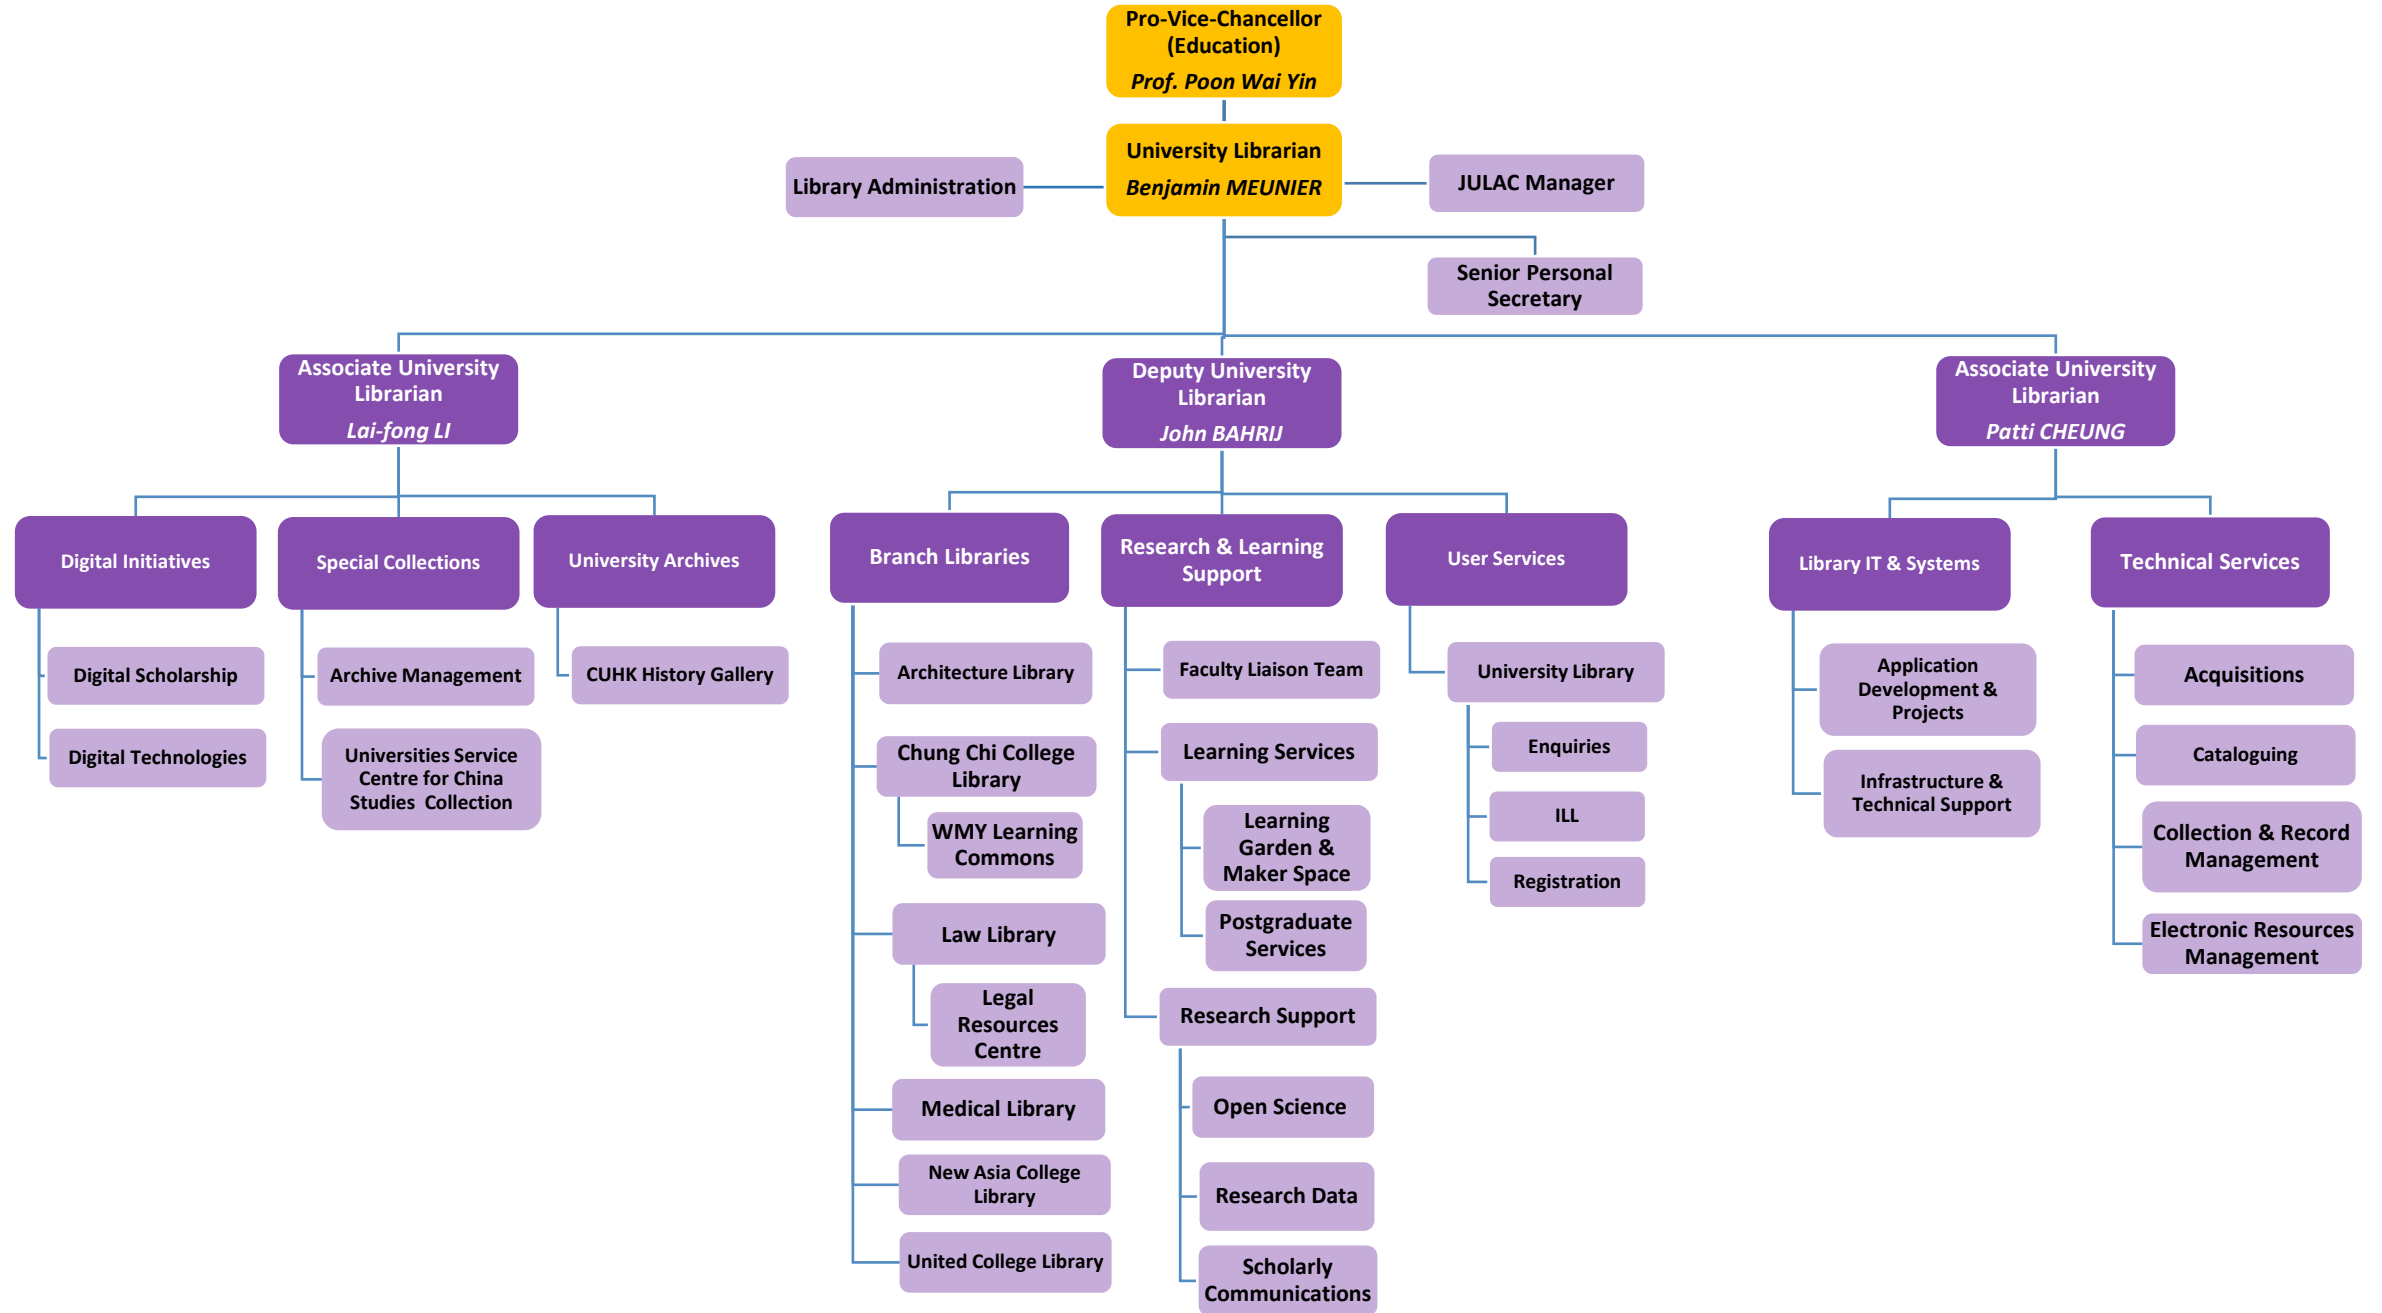 Pro-Vice-Chancellor
(Education)
Prof. Poon Wai Yin
University Librarian
Benjamin MEUNIER
Library Administration
JULAC Manager
Senior Personal
Secretary
Associate University
Librarian
Lai-fong LI
Deputy University
Librarian
John BAHRIJ
Associate University
Librarian
Patti CHEUNG
Digital Initiatives
Special Collections
University Archives
Branch Libraries
Research & Learning
Support
User Services
Library IT & Systems
Technical Services
Digital Scholarship
Digital Technologies
Archive Management
Universities Service
Centre for China
Studies Collection
CUHK History Gallery
Architecture Library
Chung Chi College
Library
WMY Learning
Commons
Law Library
Legal
Resources
Centre
Medical Library
New Asia College
Library
United College Library
Faculty Liaison Team
Learning Services
Learning
Garden &
Maker Space
Postgraduate
Services
Research Support
Open Science
Research Data
Scholarly
Communications
University Library
Enquiries
ILL
Registration
Application
Development &
Projects
Infrastructure &
Technical Support
Acquisitions
Cataloguing
Collection & Record
Management
Electronic Resources
Management